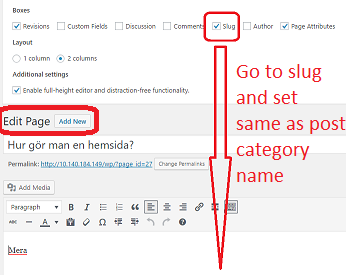 Boxes
Revisions Custom Fields Discussion Comments Slug Author Page Attributes
Layout
1 column 2 columns
Additional settings
Enable full-height editor and distraction-free functionality.
Go to slug
and set
same as post
category
name
Edit Page Add New
Hur gör man en hemsida?
Permalink: http://10.140.184.149/wp/?page_id=27 Change Permalinks
Add Media
Paragraph B I
ABC A
Mera